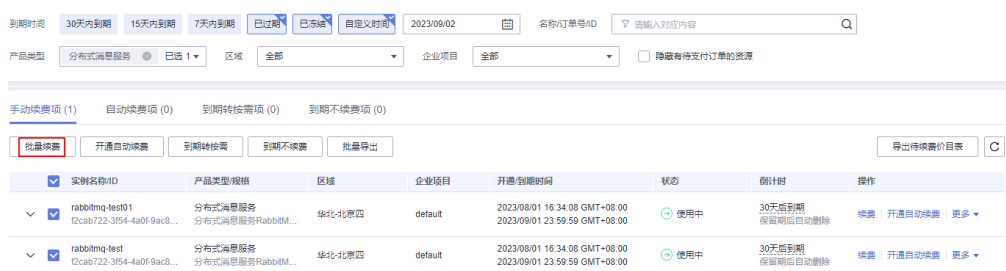 到期时间 30天内到期 15天内到期 7天内到期 已过期 已冻结 自定义时间 2023/09/02 名称/订单号/ID 请输入对应内容
产品类型 分布式消息服务 已选 1 区域 全部 企业项目 全部 隐藏有待支付订单的资源
手动续费项 (1) 自动续费项 (0) 到期转按需项 (0) 到期不续费项 (0)
批量续费 开通自动续费 到期转按需 到期不续费 批量导出 导出待续费价目表
实例名称/ID 产品类型/规格 区域 企业项目 开通/到期时间 状态 倒计时 操作
rabbitmq-test01 分布式消息服务 华北-北京四 default 2023/08/01 16:34:08 GMT+08:00 使用中 30天后到期 续费 开通自动续费 更多
f2cab722-3f54-4a0f-9ac8... 分布式消息服务RabbitM... 2023/09/01 23:59:59 GMT+08:00 保留期后自动删除
rabbitmq-test 分布式消息服务 华北-北京四 default 2023/08/01 16:34:08 GMT+08:00 使用中 30天后到期 续费 开通自动续费 更多
f2cab722-3f54-4a0f-9ac8... 分布式消息服务RabbitM... 2023/09/01 23:59:59 GMT+08:00 保留期后自动删除